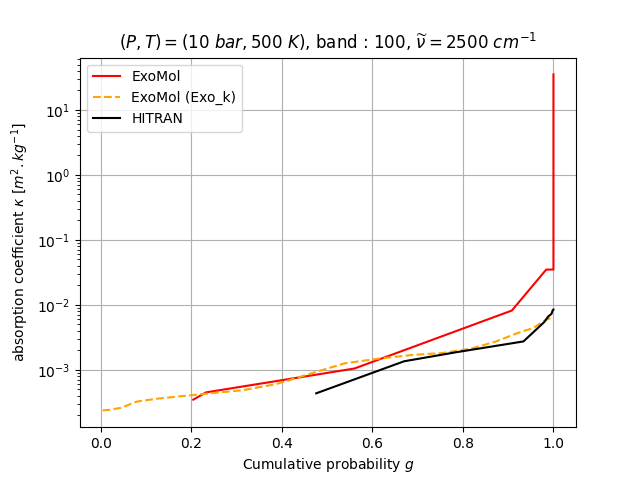 (P, T) = (10 bar, 500 K), band : 100, ν̃ = 2500 cm⁻¹
ExoMol
ExoMol (Exo_k)
HITRAN
absorption coefficient κ [m².kg⁻¹]
10¹
10⁰
10⁻¹
10⁻²
10⁻³
0.0 0.2 0.4 0.6 0.8 1.0
Cumulative probability g